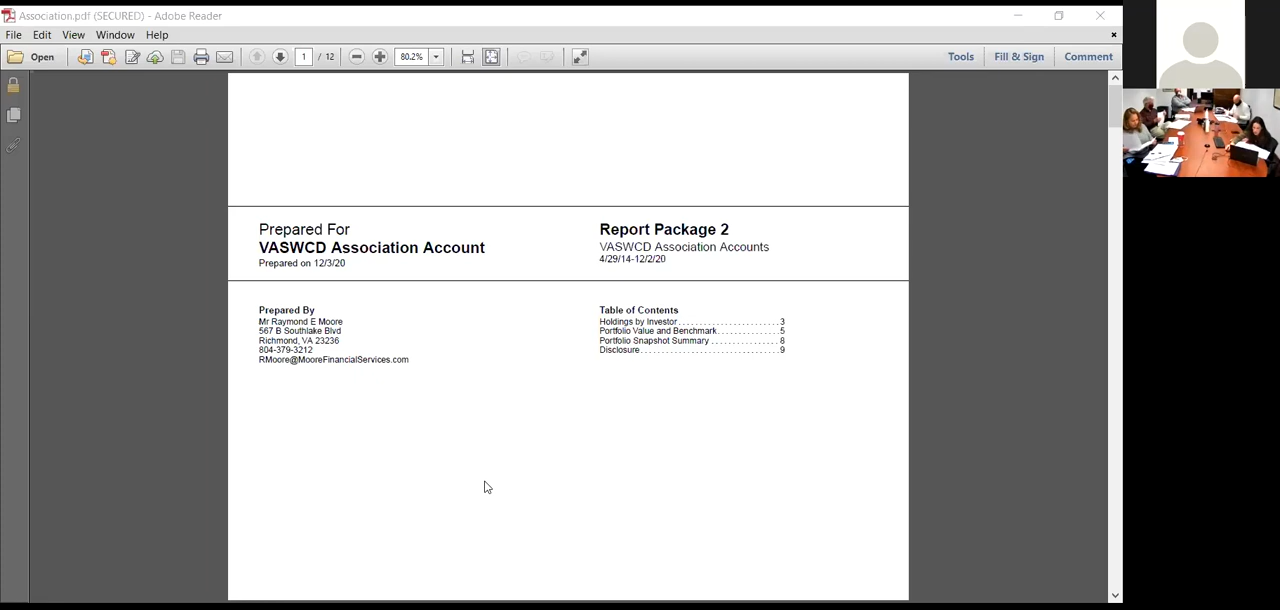 Association.pdf (SECURED) - Adobe Reader
File Edit View Window Help
Open 1 / 12 80.2% Tools Fill & Sign Comment
Prepared For
VASWCD Association Account
Prepared on 12/3/20
Report Package 2
VASWCD Association Accounts
4/29/14-12/2/20
Prepared By
Mr Raymond E Moore
567 B Southlake Blvd
Richmond, VA 23236
804-379-3212
RMoore@MooreFinancialServices.com
Table of Contents
Holdings by Investor . . . . . . . . . . . . . . . . . . . . . . . . 3
Portfolio Value and Benchmark . . . . . . . . . . . . . . . 5
Portfolio Snapshot Summary . . . . . . . . . . . . . . . . . 8
Disclosure . . . . . . . . . . . . . . . . . . . . . . . . . . . . . . . . . 9